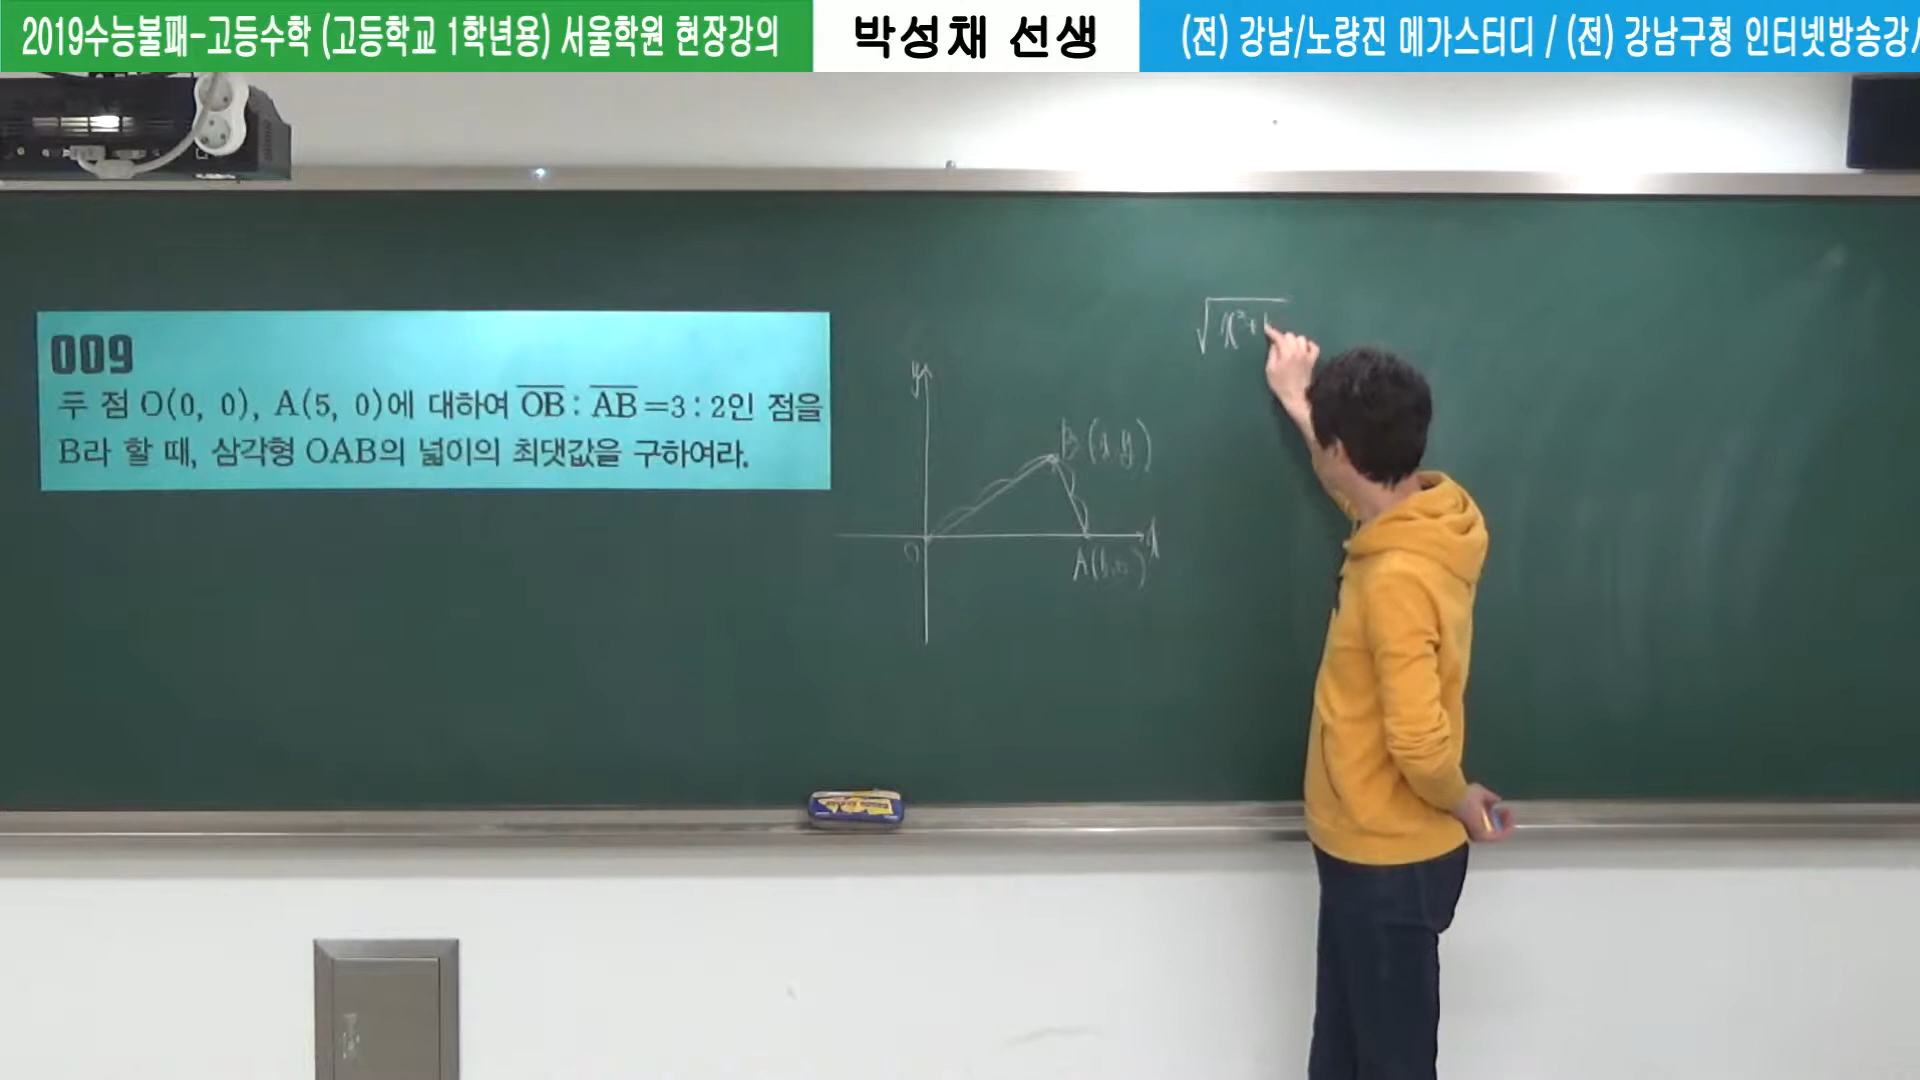 2019수능불패-고등수학 (고등학교 1학년용) 서울학원 현장강의
박성채 선생
(전) 강남/노량진 메가스터디 / (전) 강남구청 인터넷방송강사
009
두 점 O(0, 0), A(5, 0)에 대하여 OB : AB =3 : 2인 점을
B라 할 때, 삼각형 OAB의 넓이의 최댓값을 구하여라.
√x²+
y
B(x y)
O
x